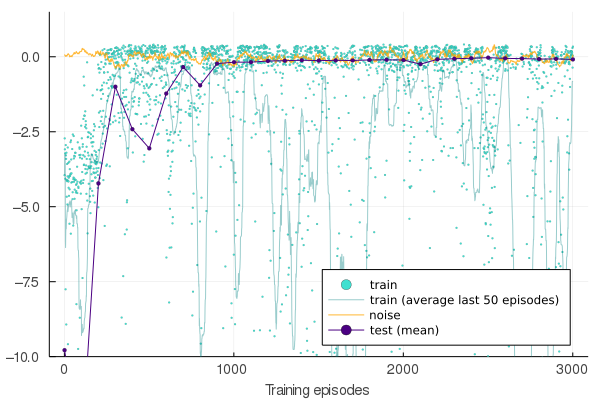 0.0
−2.5
−5.0
−7.5
−10.0
train
train (average last 50 episodes)
noise
test (mean)
0 1000 2000 3000
Training episodes